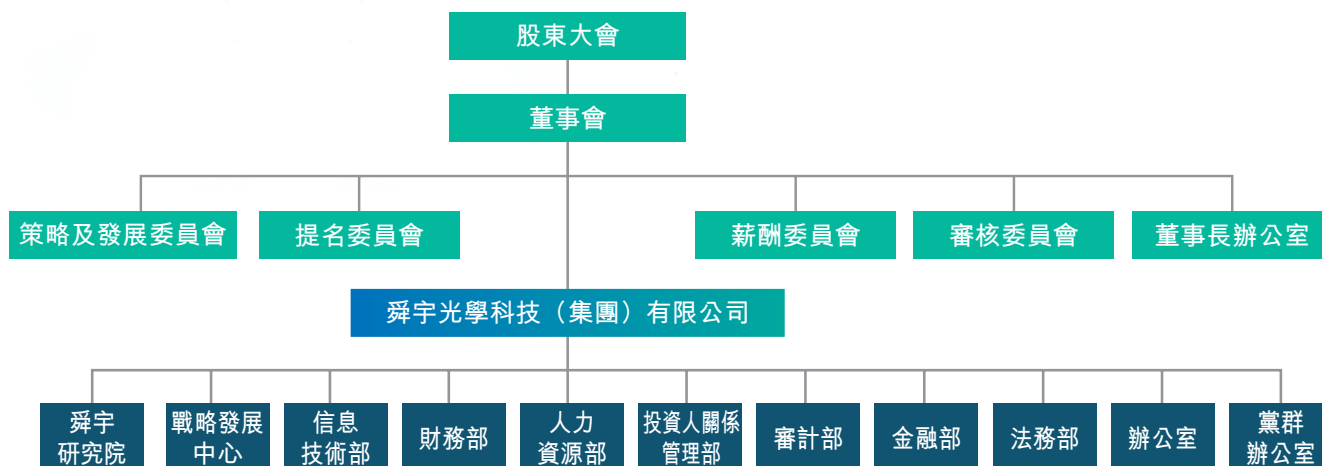 股東大會
董事會
策略及發展委員會
提名委員會
薪酬委員會
審核委員會
董事長辦公室
舜宇光學科技（集團）有限公司
舜宇
研究院
戰略發展
中心
信息
技術部
財務部
人力
資源部
投資人關係
管理部
審計部
金融部
法務部
辦公室
黨群
辦公室